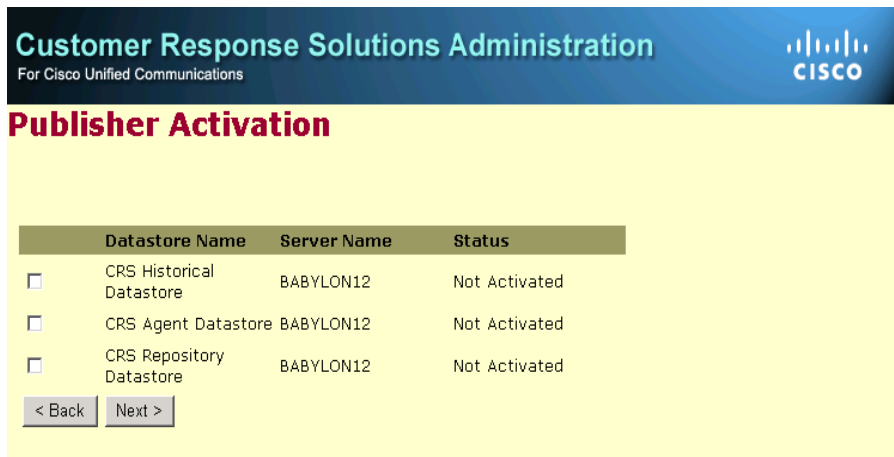 Customer Response Solutions Administration
For Cisco Unified Communications
CISCO
Publisher Activation
Datastore Name Server Name Status
CRS Historical
Datastore BABYLON12 Not Activated
CRS Agent Datastore BABYLON12 Not Activated
CRS Repository
Datastore BABYLON12 Not Activated
< Back Next >